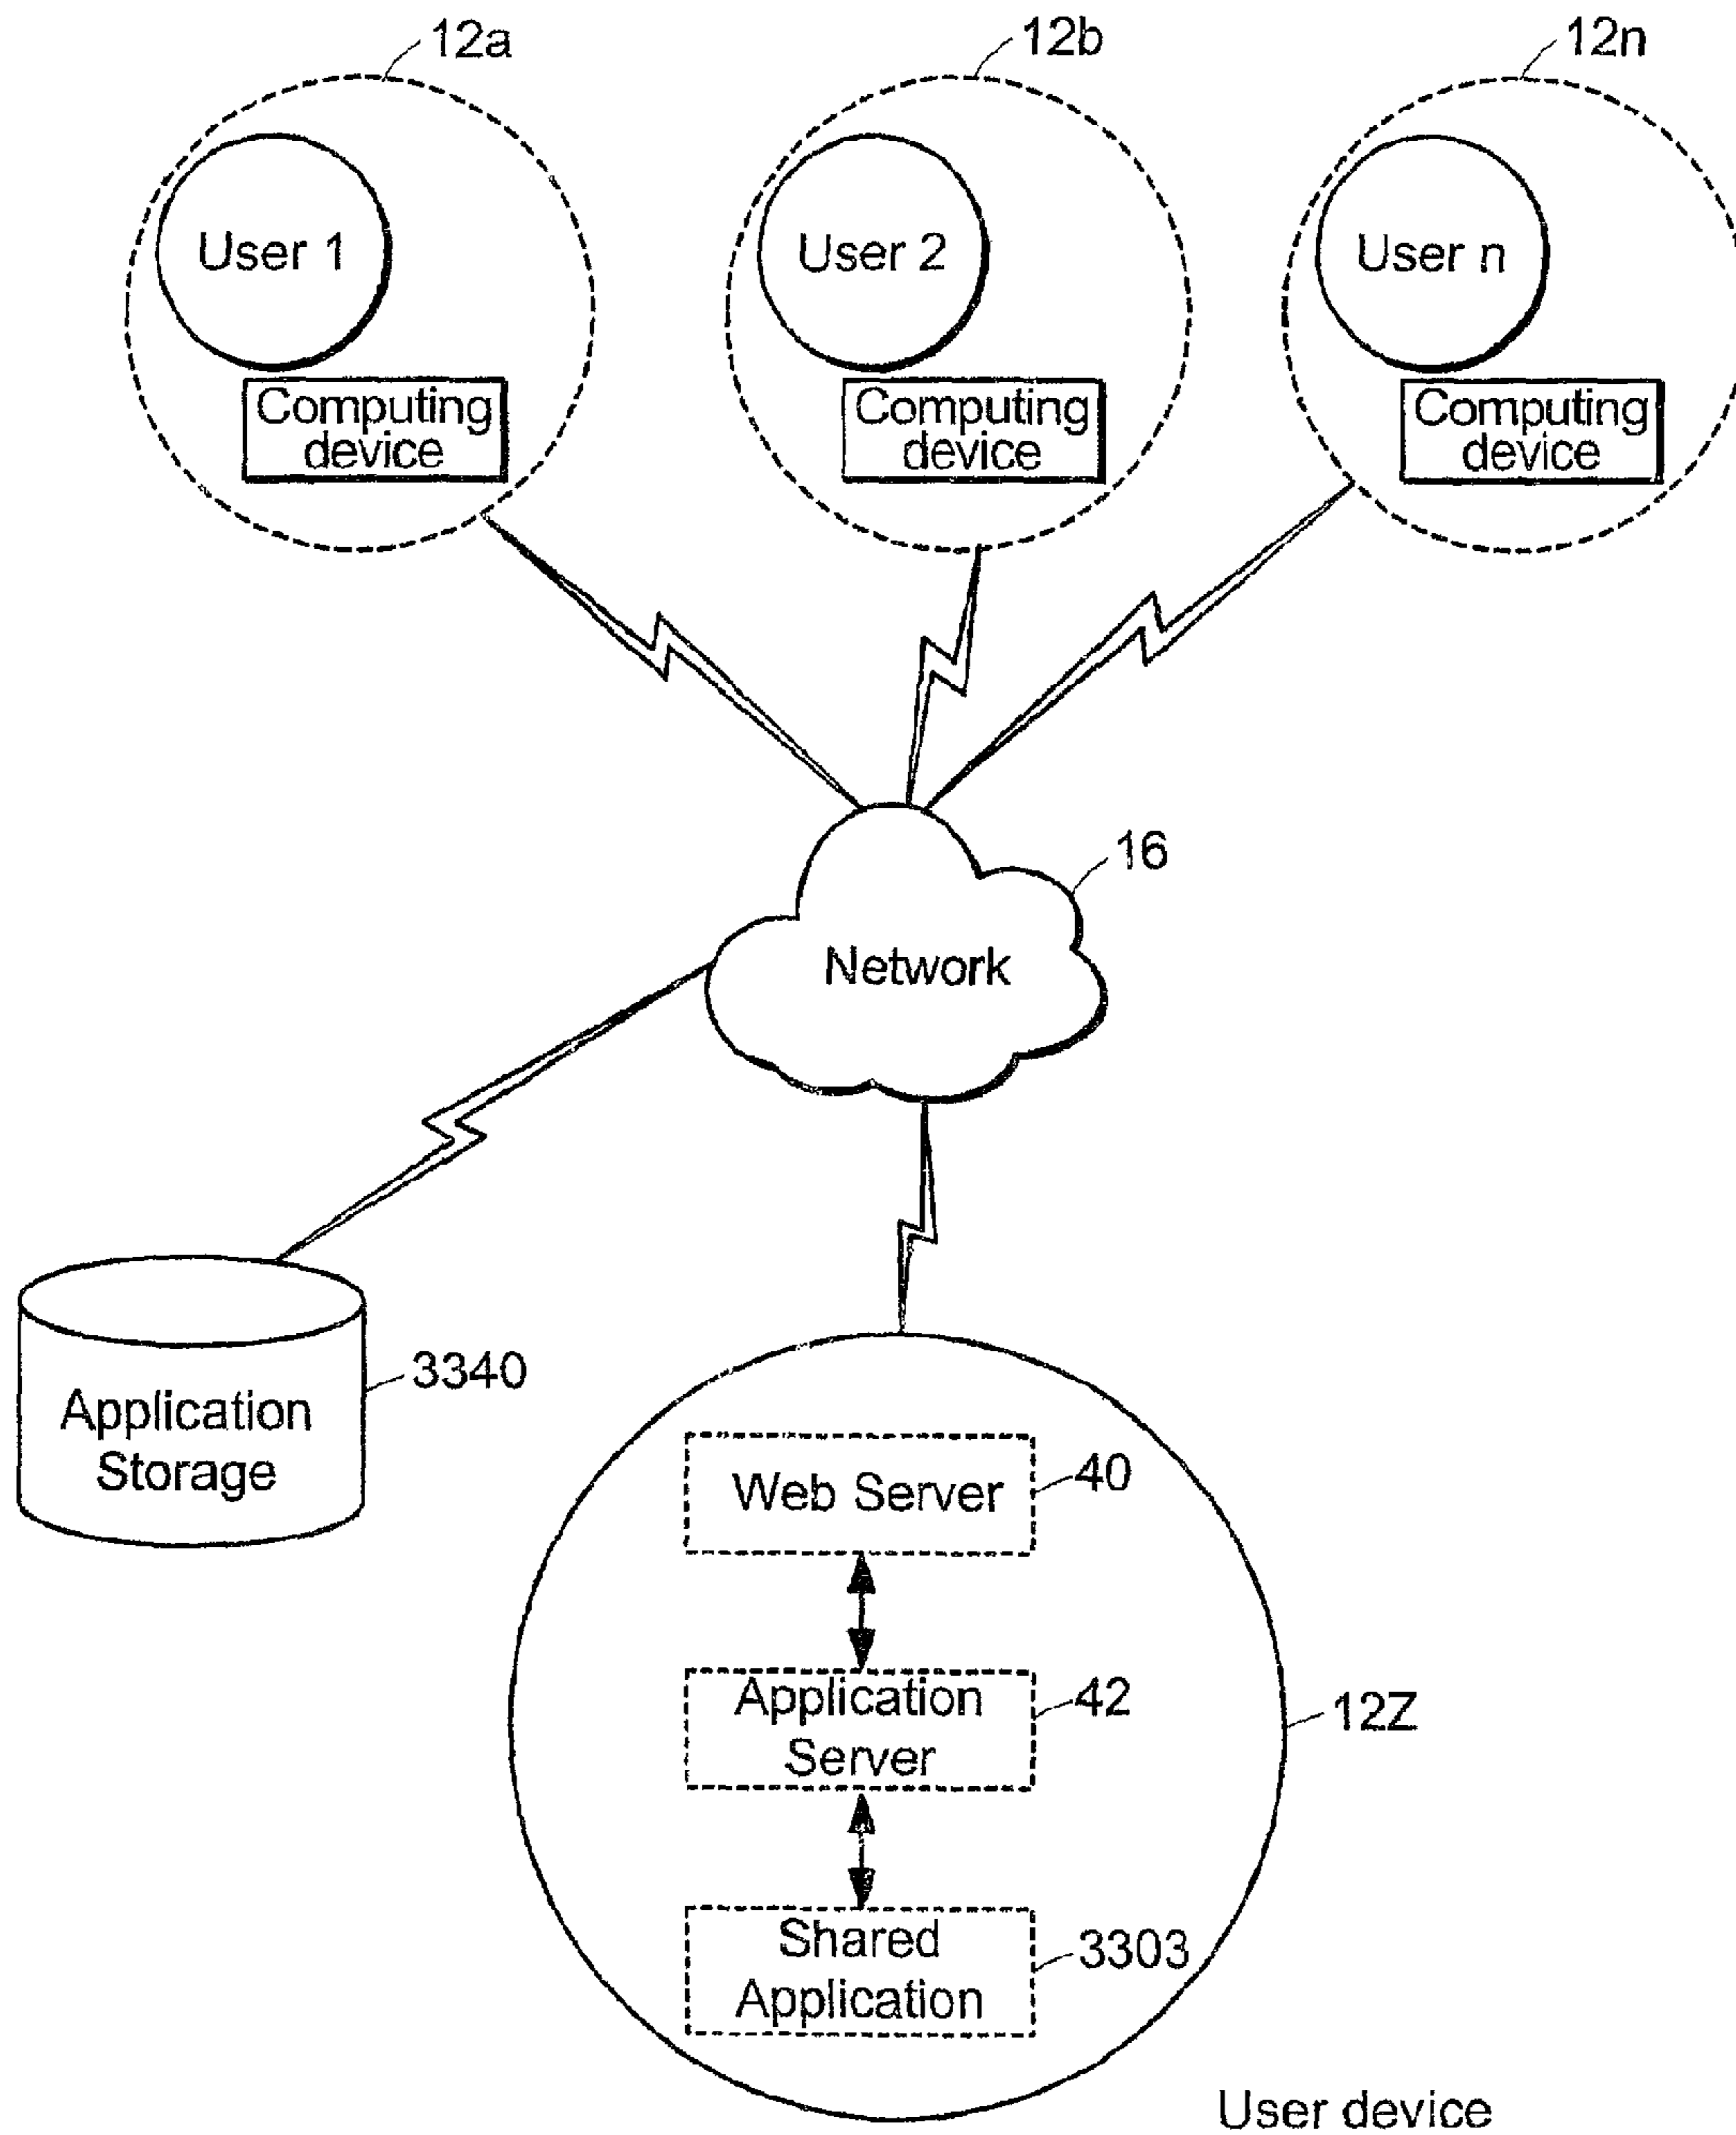 12a
12b
12n
User 1
User 2
User n
Computing
device
Computing
device
Computing
device
16
Network
3340
Application
Storage
Web Server
40
Application
Server
42
12Z
Shared
Application
3303
User device